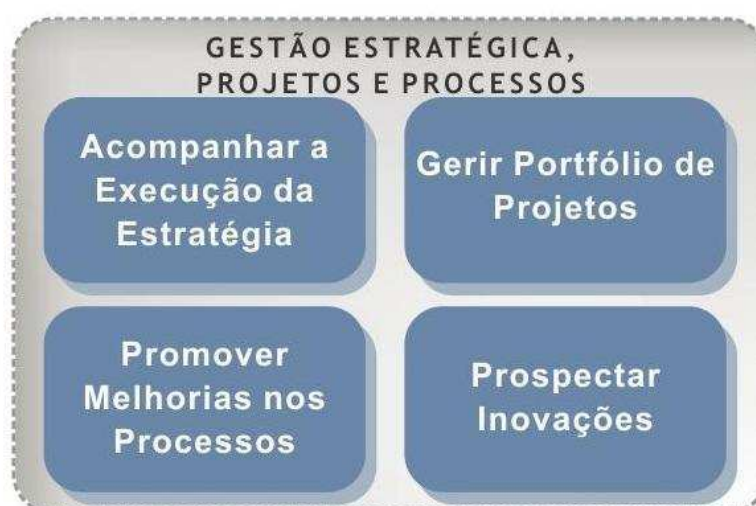 GESTÃO ESTRATÉGICA,
PROJETOS E PROCESSOS
Acompanhar a
Execução da
Estratégia
Gerir Portfólio de
Projetos
Promover
Melhorias nos
Processos
Prospectar
Inovações